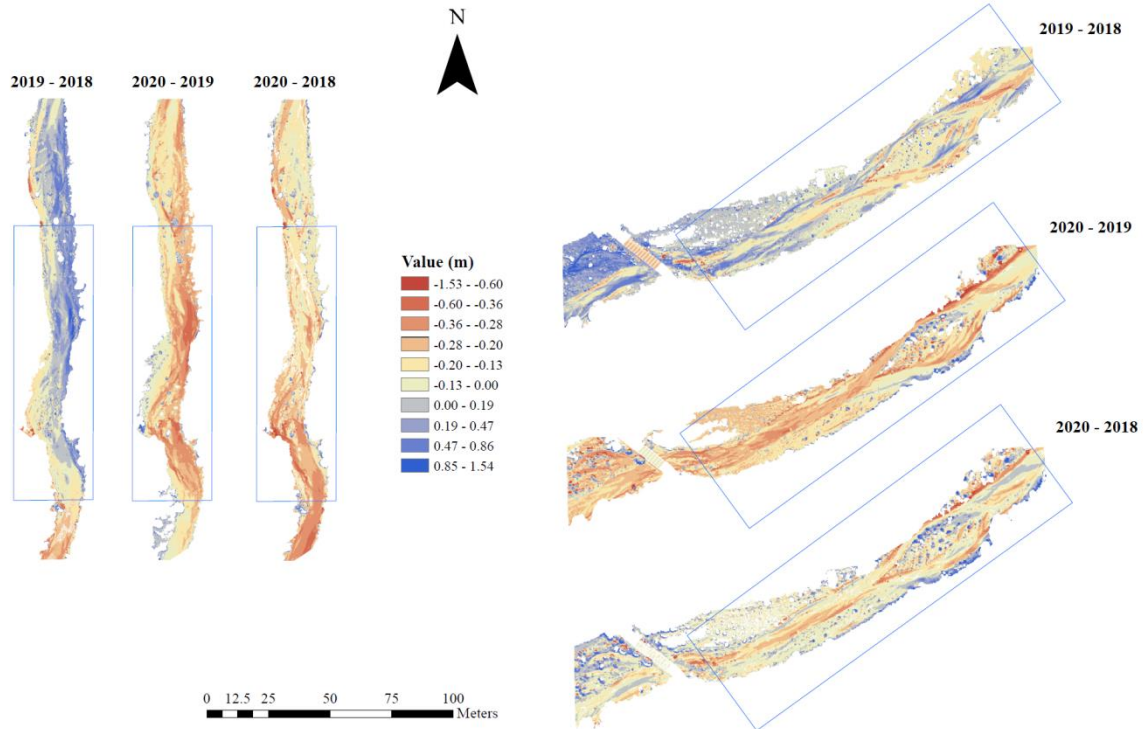 N
2019 - 2018
2019 - 2018
2020 - 2019
2020 - 2018
2020 - 2019
Value (m)
-1.53 - -0.60
-0.60 - -0.36
-0.36 - -0.28
-0.28 - -0.20
-0.20 - -0.13
-0.13 - 0.00
0.00 - 0.19
0.19 - 0.47
0.47 - 0.86
0.85 - 1.54
2020 - 2018
0 12.5 25 50 75 100
Meters